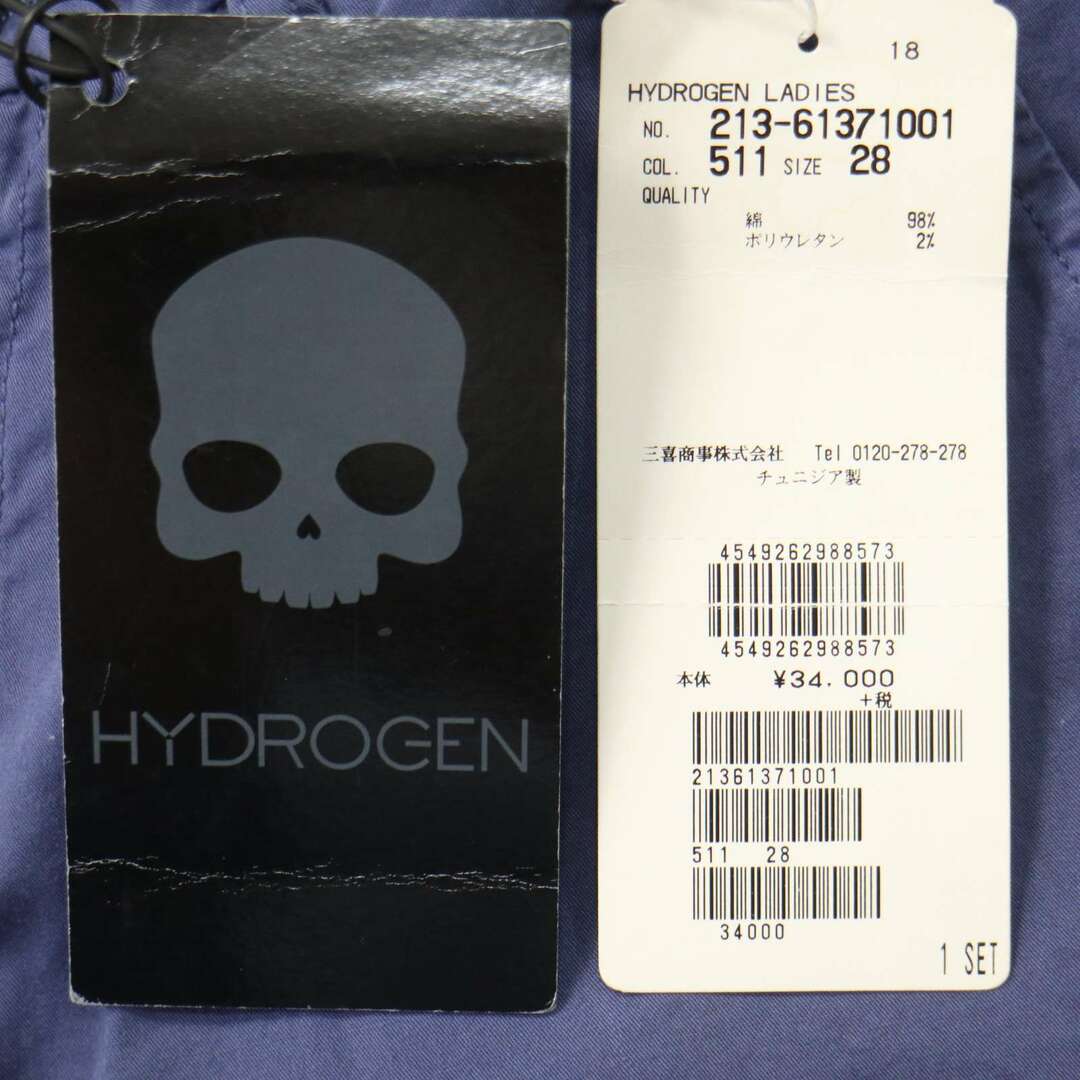 HYDROGEN
18
HYDROGEN LADIES
NO. 213-61371001
COL. 511 SIZE 28
QUALITY
綿 98%
ポリウレタン 2%
三喜商事株式会社 Tel 0120-278-278
チュニジア製
4549262988573
4549262988573
本体 ¥34,000
+税
21361371001
511 28
34000
1 SET